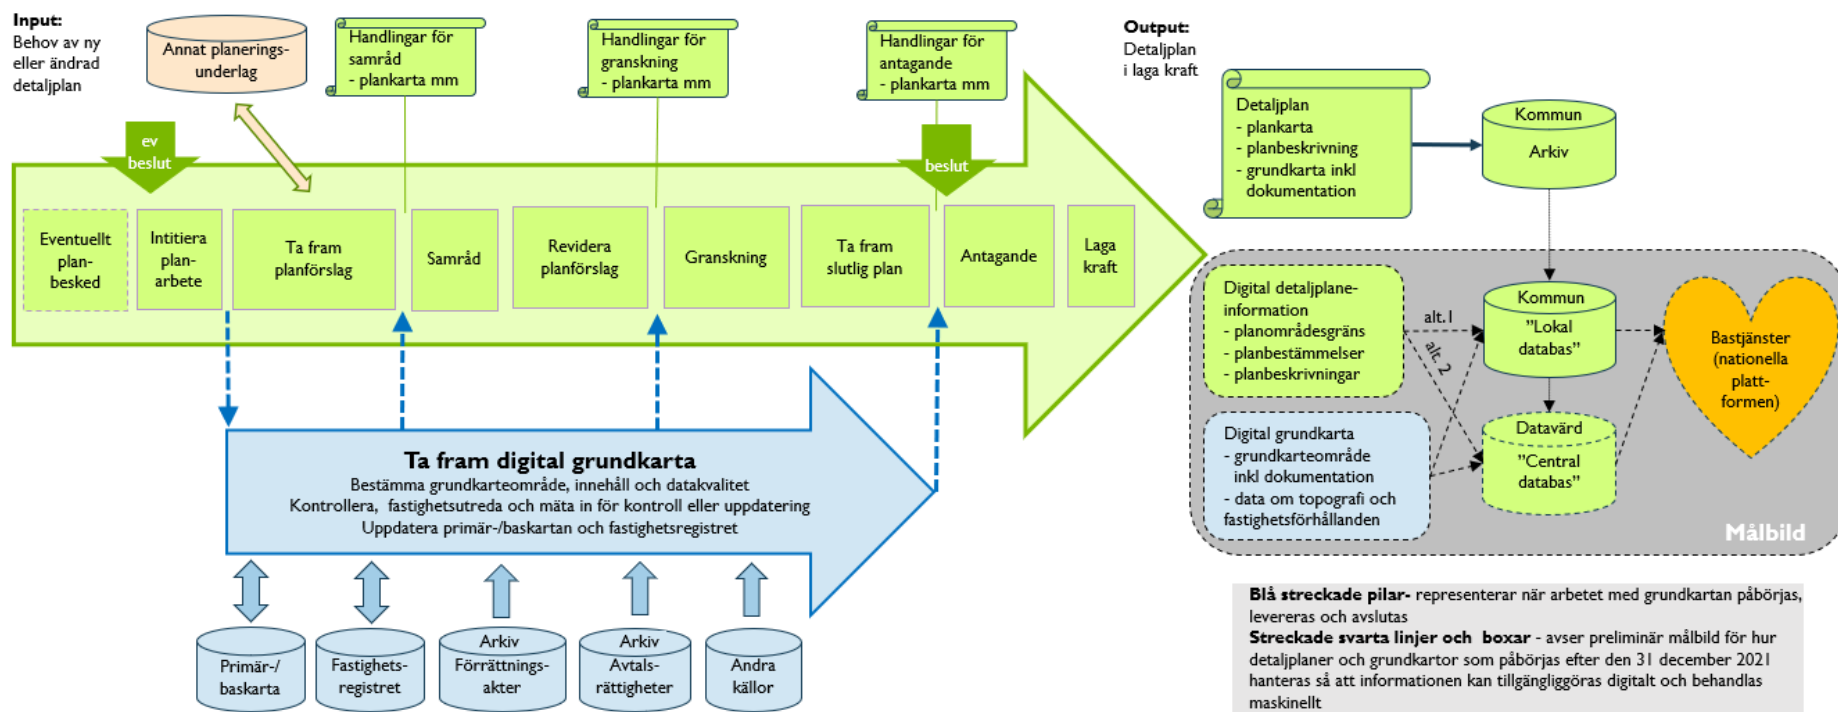 Input:
Behov av ny
eller ändrad
detaljplan
Annat planerings-
underlag
Handlingar för
samråd
- plankarta mm
Handlingar för
granskning
- plankarta mm
Handlingar för
antagande
- plankarta mm
ev
beslut
beslut
Eventuellt
plan-
besked
Intitiera
plan-
arbete
Ta fram
planförslag
Samråd
Revidera
planförslag
Granskning
Ta fram
slutlig plan
Antagande
Laga
kraft
Ta fram digital grundkarta
Bestämma grundkarteområde, innehåll och datakvalitet
Kontrollera, fastighetsutreda och mäta in för kontroll eller uppdatering
Uppdatera primär-/baskartan och fastighetsregistret
Primär-/
baskarta
Fastighets-
registret
Arkiv
Förrättnings-
akter
Arkiv
Avtals-
rättigheter
Andra
källor
Output:
Detaljplan
i laga kraft
Detaljplan
- plankarta
- planbeskrivning
- grundkarta inkl
dokumentation
Kommun
Arkiv
Digital detaljplane-
information
- planområdesgräns
- planbestämmelser
- planbeskrivningar
alt.1
alt. 2
Kommun
"Lokal
databas"
Bastjänster
(nationella
platt-
formen)
Digital grundkarta
- grundkarteområde
inkl dokumentation
- data om topografi och
fastighetsförhållanden
Datavärd
"Central
databas"
Målbild
Blå streckade pilar- representerar när arbetet med grundkartan påbörjas,
levereras och avslutas
Streckade svarta linjer och boxar - avser preliminär målbild för hur
detaljplaner och grundkartor som påbörjas efter den 31 december 2021
hanteras så att informationen kan tillgängliggöras digitalt och behandlas
maskinellt